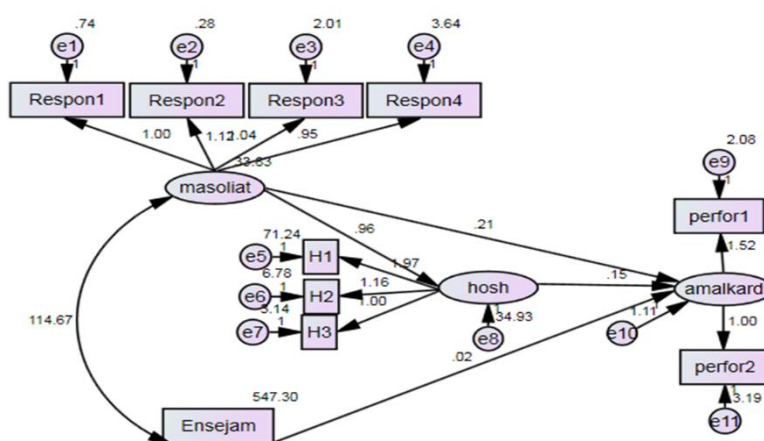 .74
.28
2.01
3.64
e1
e2
e3
e4
1
1
1
1
Respon1
Respon2
Respon3
Respon4
1.00
1.12
1.04
.95
33.63
masoliat
2.08
e9
1
perfor1
.21
.96
1.52
71.24
e5
1
H1
1.97
6.78
e6
1
H2
1.16
hosh
.15
amalkard
1.00
e7
1
H3
1
34.93
e8
1.11
1
e10
1.00
114.67
.02
perfor2
547.30
Ensejam
1
3.19
e11